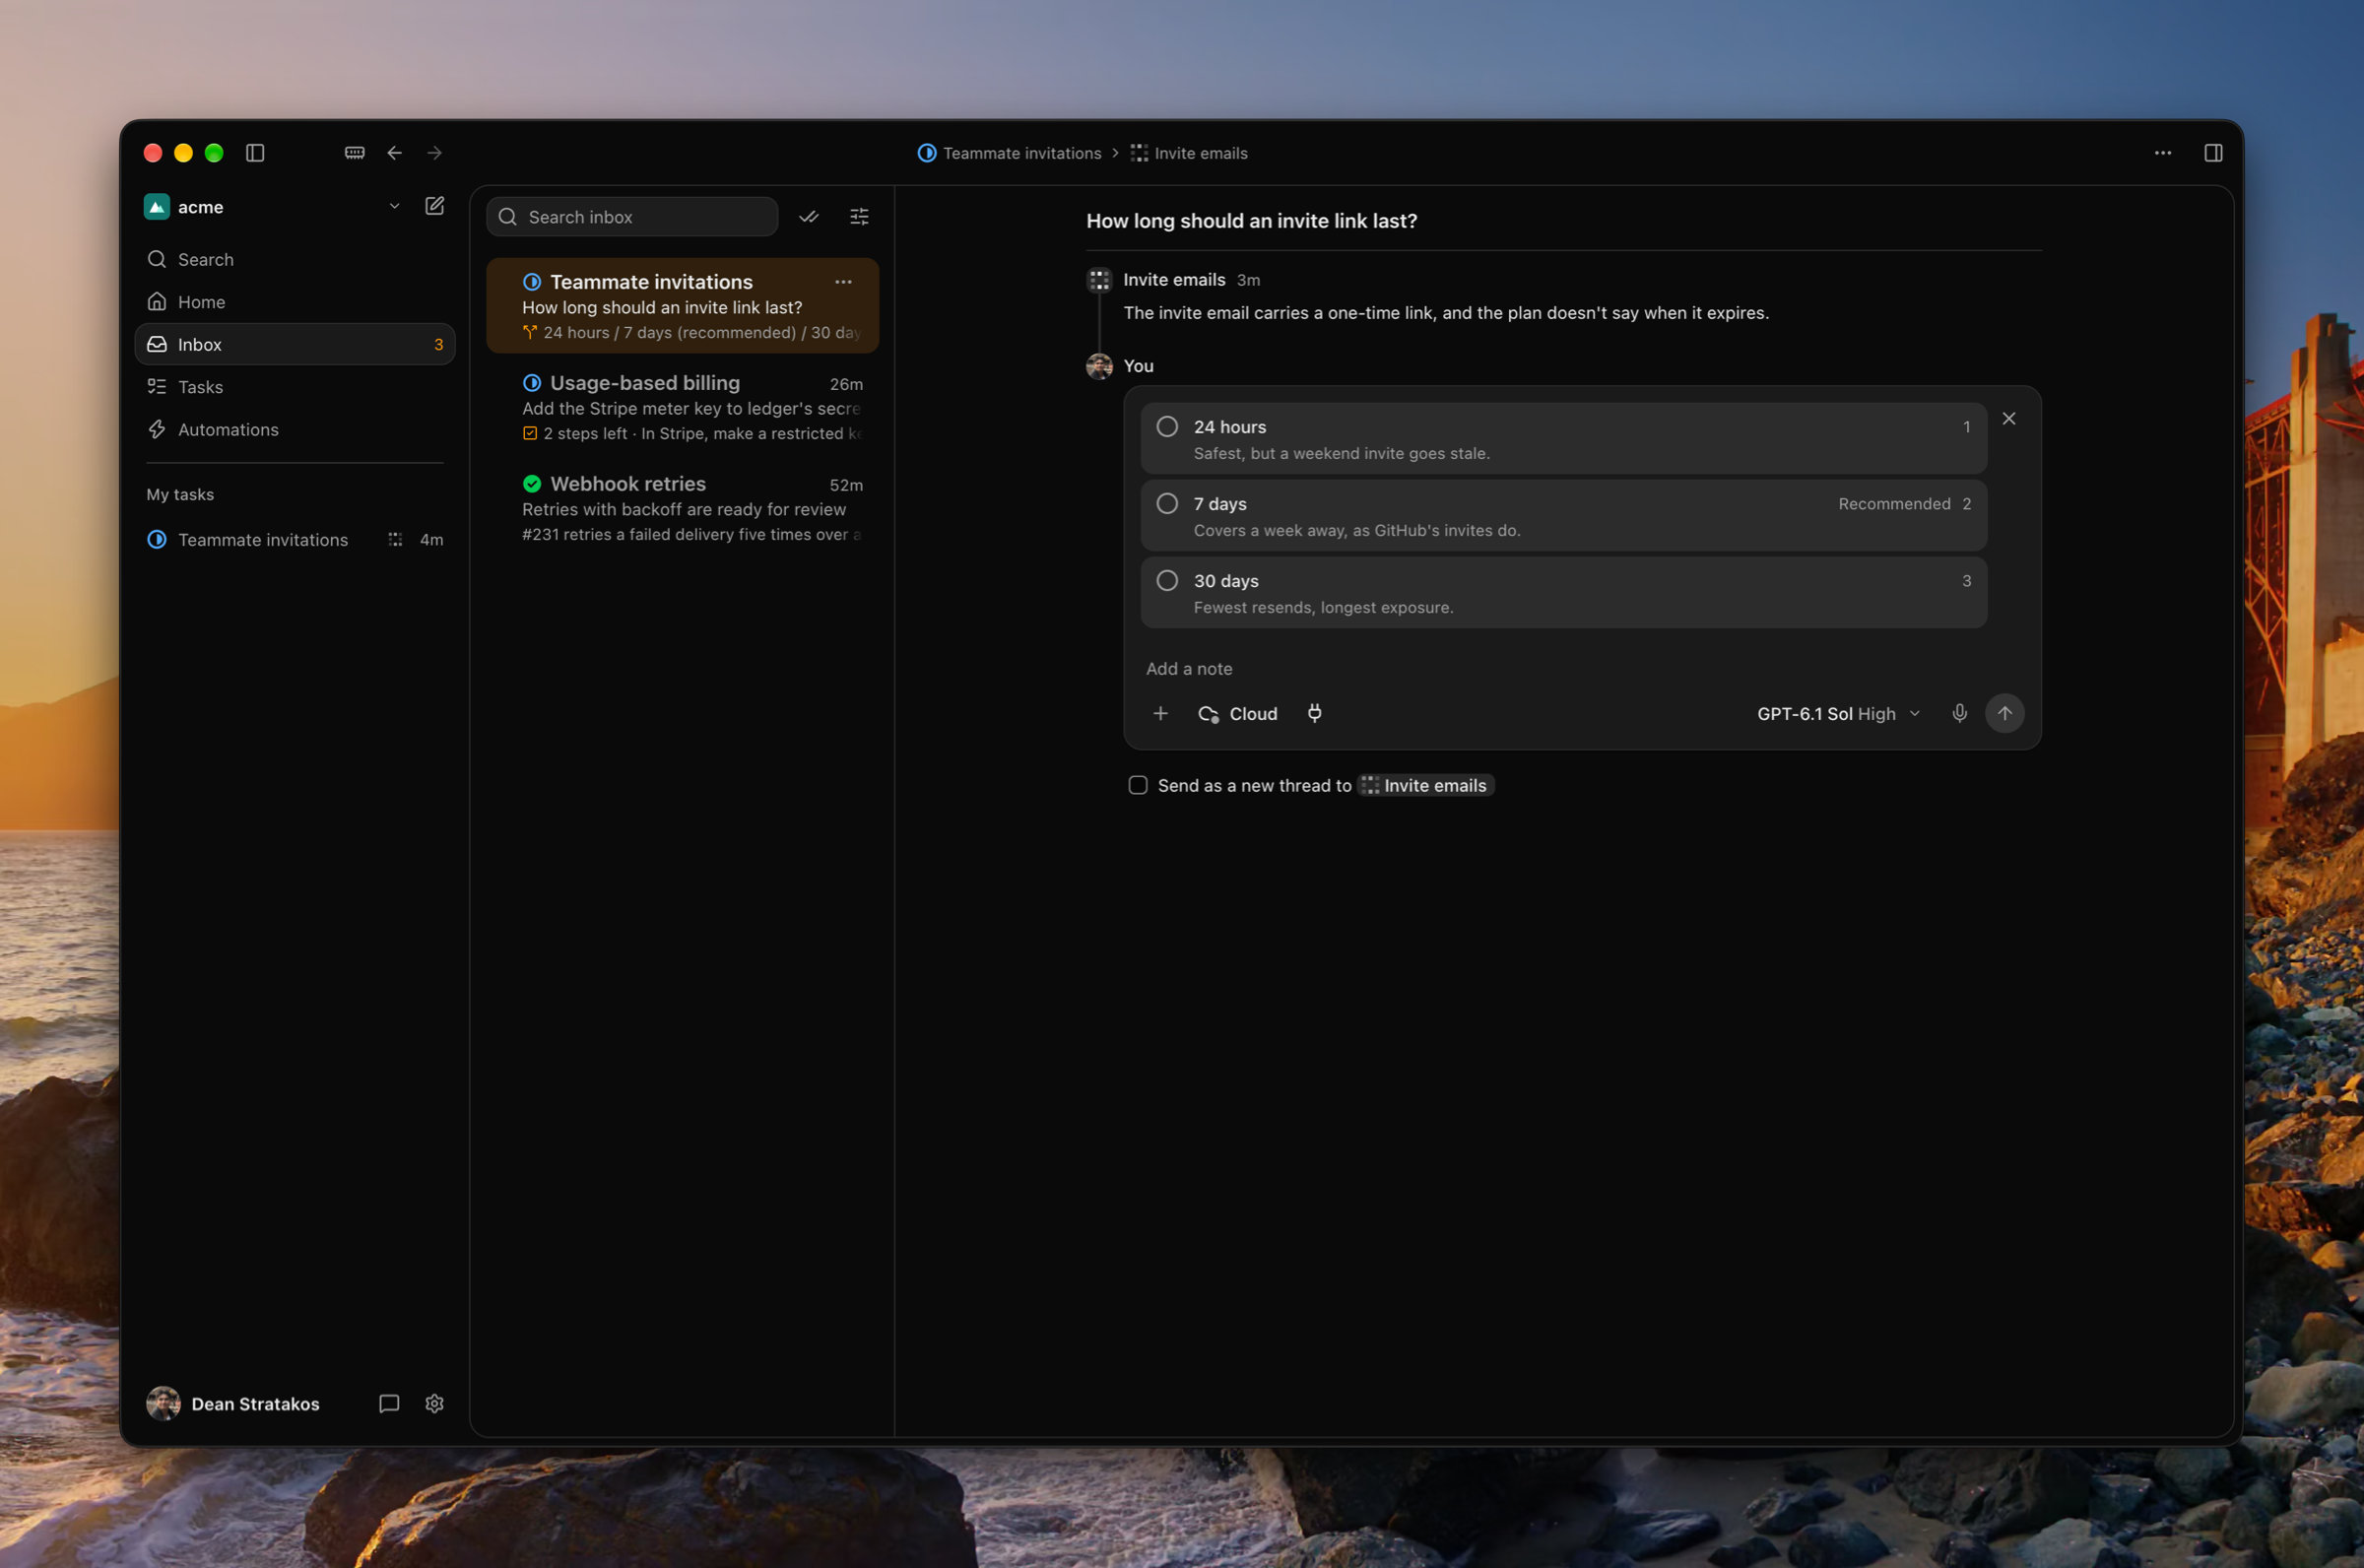 Teammate invitations > Invite emails
acme
Search
Home
Inbox 3
Tasks
Automations
My tasks
Teammate invitations 4m
Dean Stratakos
Search inbox
Teammate invitations
How long should an invite link last?
24 hours / 7 days (recommended) / 30 day
Usage-based billing 26m
Add the Stripe meter key to ledger's secre
2 steps left · In Stripe, make a restricted ke
Webhook retries 52m
Retries with backoff are ready for review
#231 retries a failed delivery five times over a
How long should an invite link last?
Invite emails 3m
The invite email carries a one-time link, and the plan doesn't say when it expires.
You
24 hours 1
Safest, but a weekend invite goes stale.
7 days Recommended 2
Covers a week away, as GitHub's invites do.
30 days 3
Fewest resends, longest exposure.
Add a note
Cloud GPT-6.1 Sol High
Send as a new thread to Invite emails